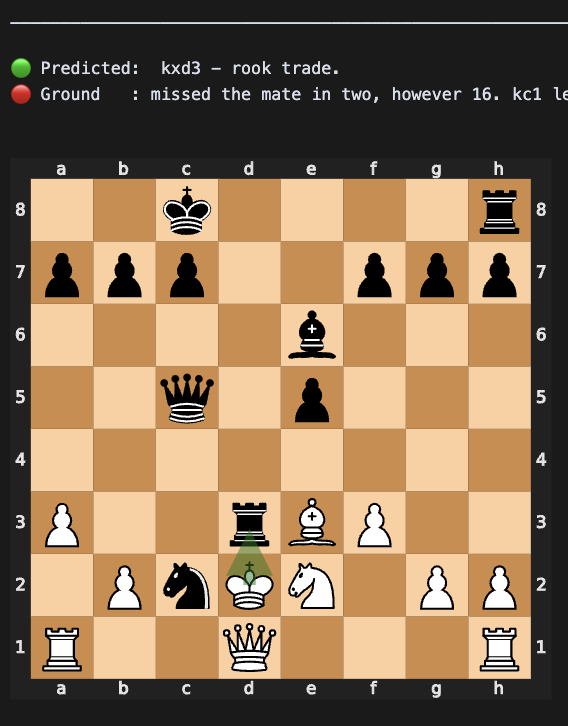 Predicted: kxd3 – rook trade.
Ground : missed the mate in two, however 16. kc1
a b c d e f g h
8 8
7 7
6 6
5 5
4 4
3 3
2 2
1 1
a b c d e f g h